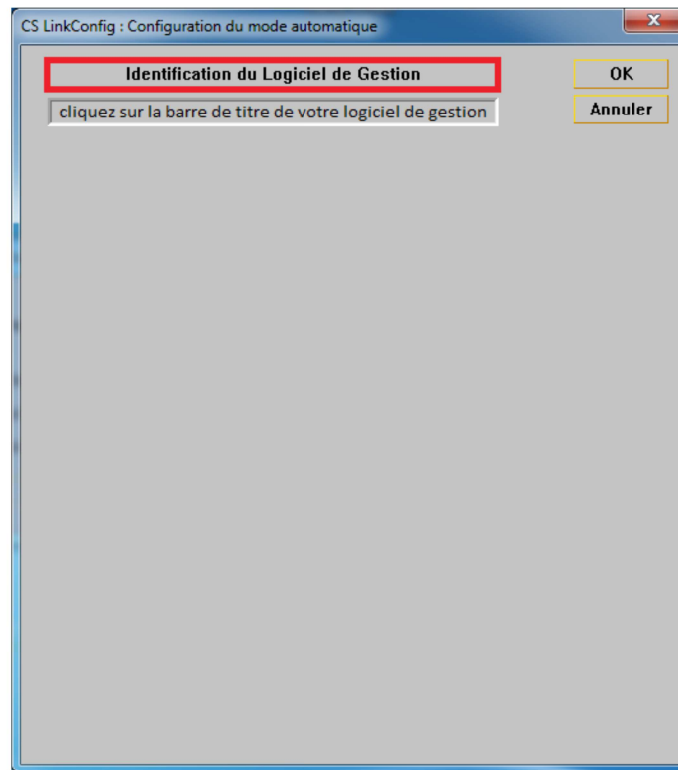 CS LinkConfig : Configuration du mode automatique
x
Identification du Logiciel de Gestion
OK
cliquez sur la barre de titre de votre logiciel de gestion
Annuler